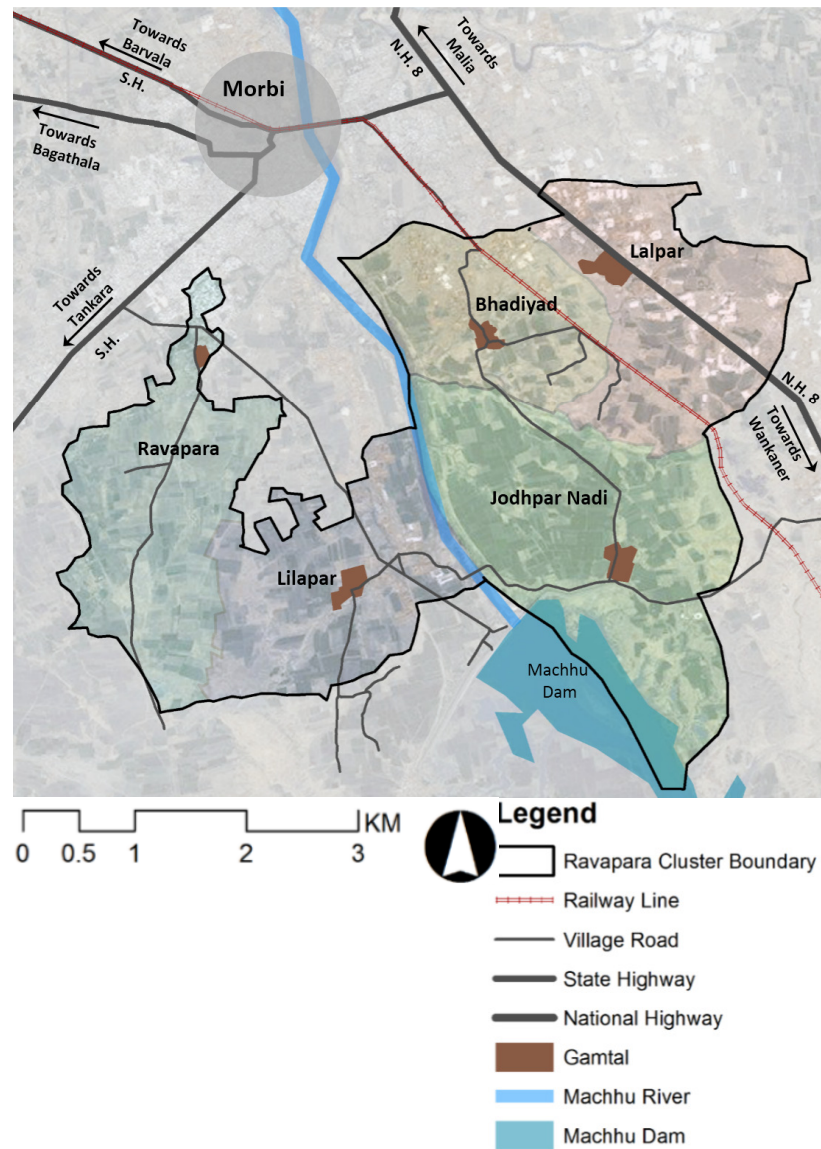 Towards
Barvala
S.H.
Morbi
N.H. 8
Towards
Malia
Towards
Bagathala
Lalpar
Towards
Tankara
S.H.
Bhadiyad
N.H. 8
Towards
Wankaner
Ravapara
Jodhpar Nadi
Lilapar
Machhu
Dam
KM
0 0.5 1 2 3
Legend
Ravapara Cluster Boundary
Railway Line
Village Road
State Highway
National Highway
Gamtal
Machhu River
Machhu Dam